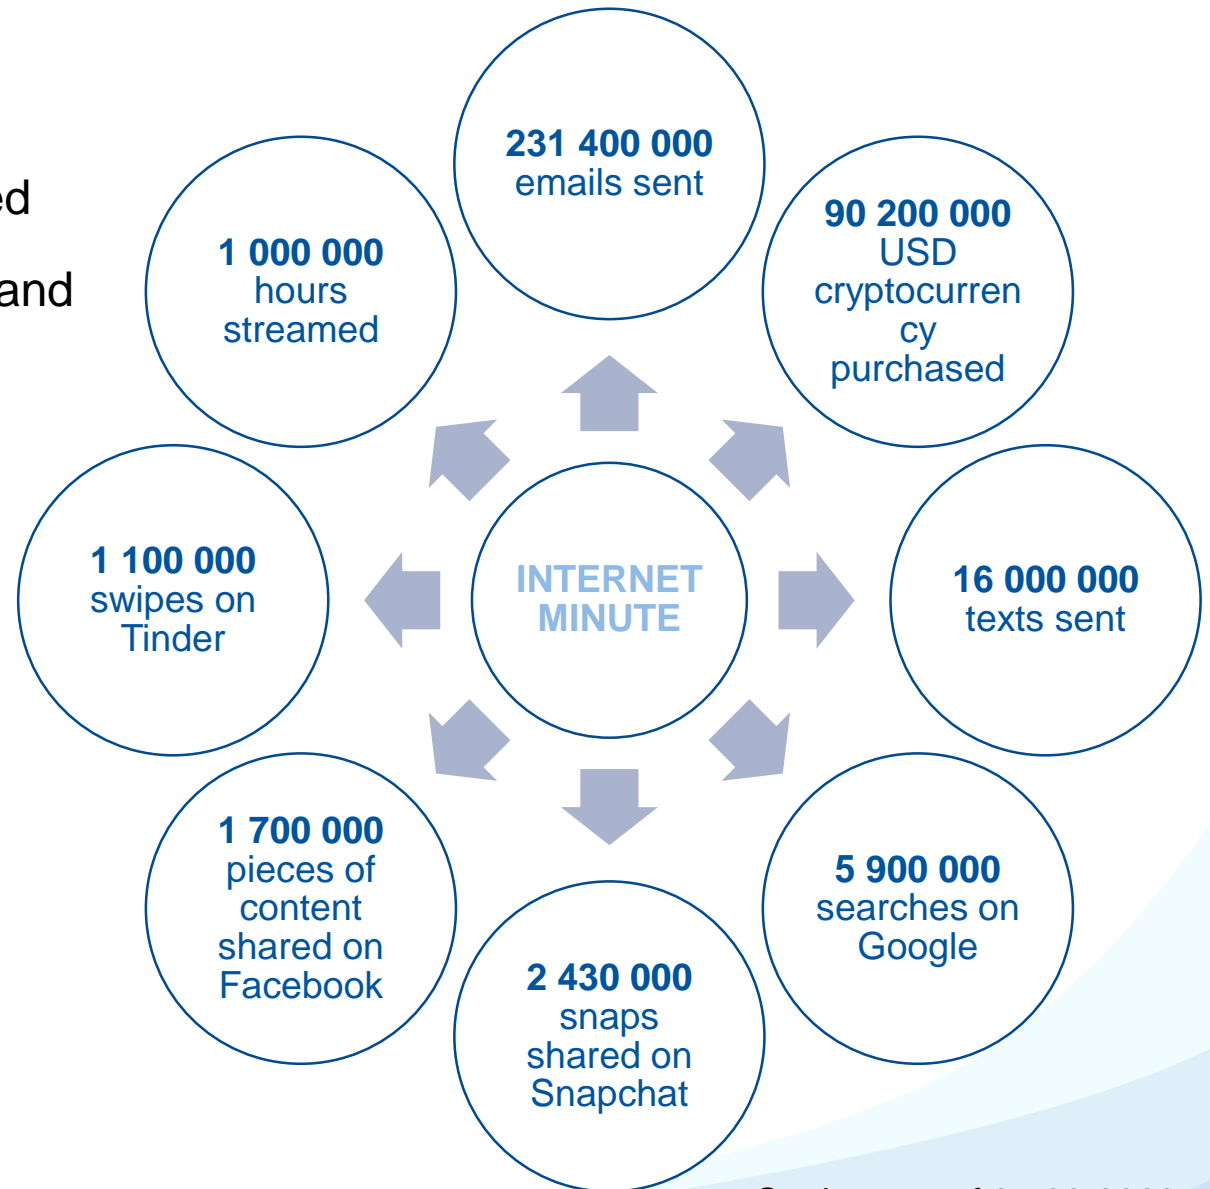 ed
and
231 400 000
emails sent
90 200 000
USD
cryptocurren
cy
purchased
16 000 000
texts sent
5 900 000
searches on
Google
2 430 000
snaps
shared on
Snapchat
1 700 000
pieces of
content
shared on
Facebook
1 100 000
swipes on
Tinder
1 000 000
hours
streamed
INTERNET
MINUTE